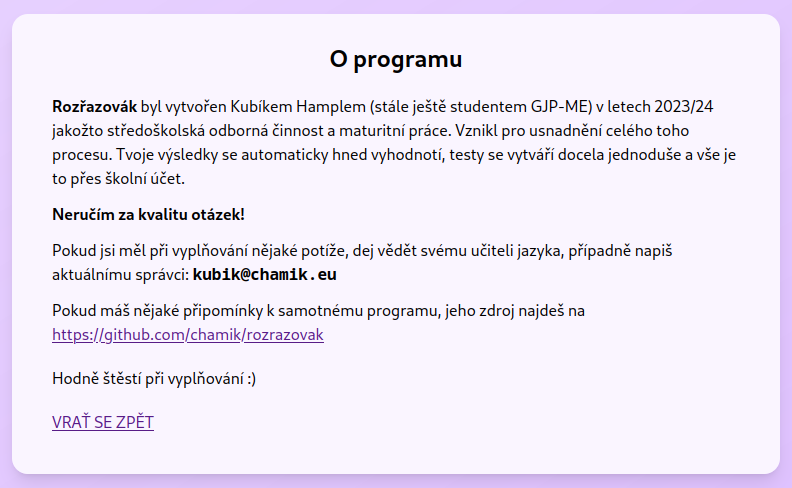 O programu
Rozřazovák byl vytvořen Kubíkem Hamplem (stále ještě studentem GJP-ME) v letech 2023/24
jakožto středoškolská odborná činnost a maturitní práce. Vznikl pro usnadnění celého toho
procesu. Tvoje výsledky se automaticky hned vyhodnotí, testy se vytváří docela jednoduše a vše je
to přes školní účet.
Neručím za kvalitu otázek!
Pokud jsi měl při vyplňování nějaké potíže, dej vědět svému učiteli jazyka, případně napiš
aktuálnímu správci: kubik@chamik.eu
Pokud máš nějaké připomínky k samotnému programu, jeho zdroj najdeš na
https://github.com/chamik/rozrazovak
Hodně štěstí při vyplňování :)
VRAŤ SE ZPĚT